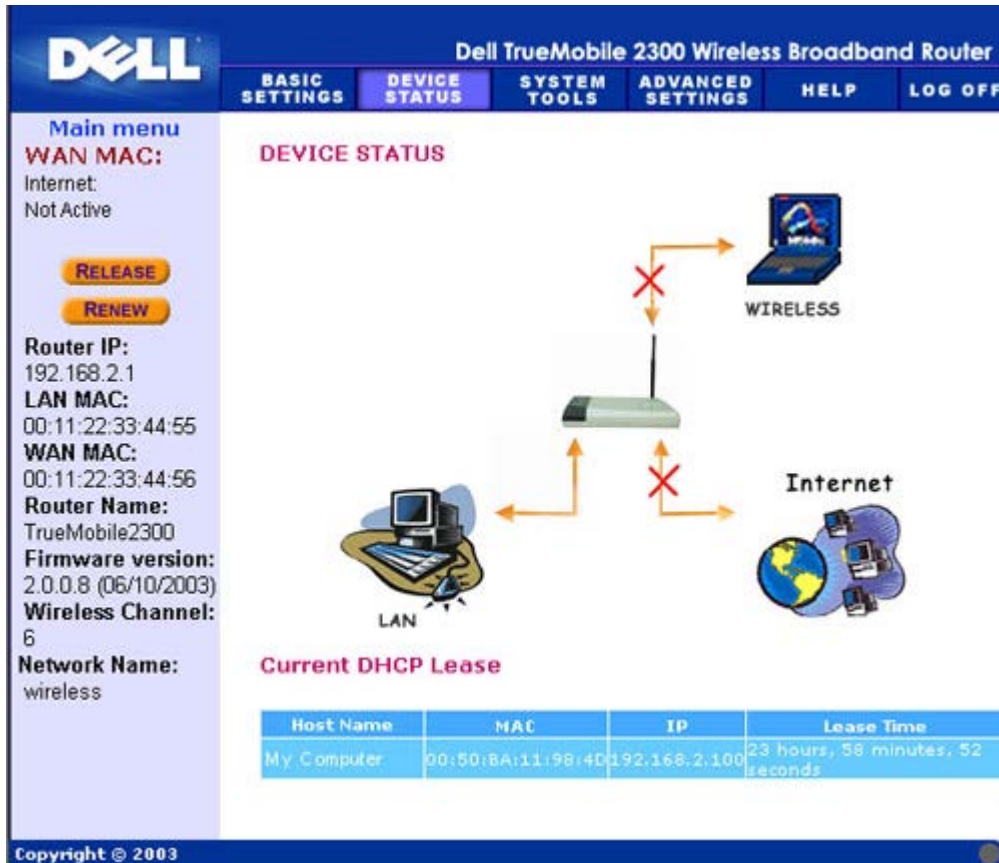 DELL
Dell TrueMobile 2300 Wireless Broadband Router
BASIC SETTINGS
DEVICE STATUS
SYSTEM TOOLS
ADVANCED SETTINGS
HELP
LOG OFF
Main menu
WAN MAC:
Internet:
Not Active
RELEASE
RENEW
Router IP:
192.168.2.1
LAN MAC:
00:11:22:33:44:55
WAN MAC:
00:11:22:33:44:56
Router Name:
TrueMobile2300
Firmware version:
2.0.0.8 (06/10/2003)
Wireless Channel:
6
Network Name:
wireless
DEVICE STATUS
WIRELESS
Internet
LAN
Current DHCP Lease
Host Name MAC IP Lease Time
My Computer 00:50:BA:11:98:4D 192.168.2.100 23 hours, 58 minutes, 52 seconds
Copyright © 2003